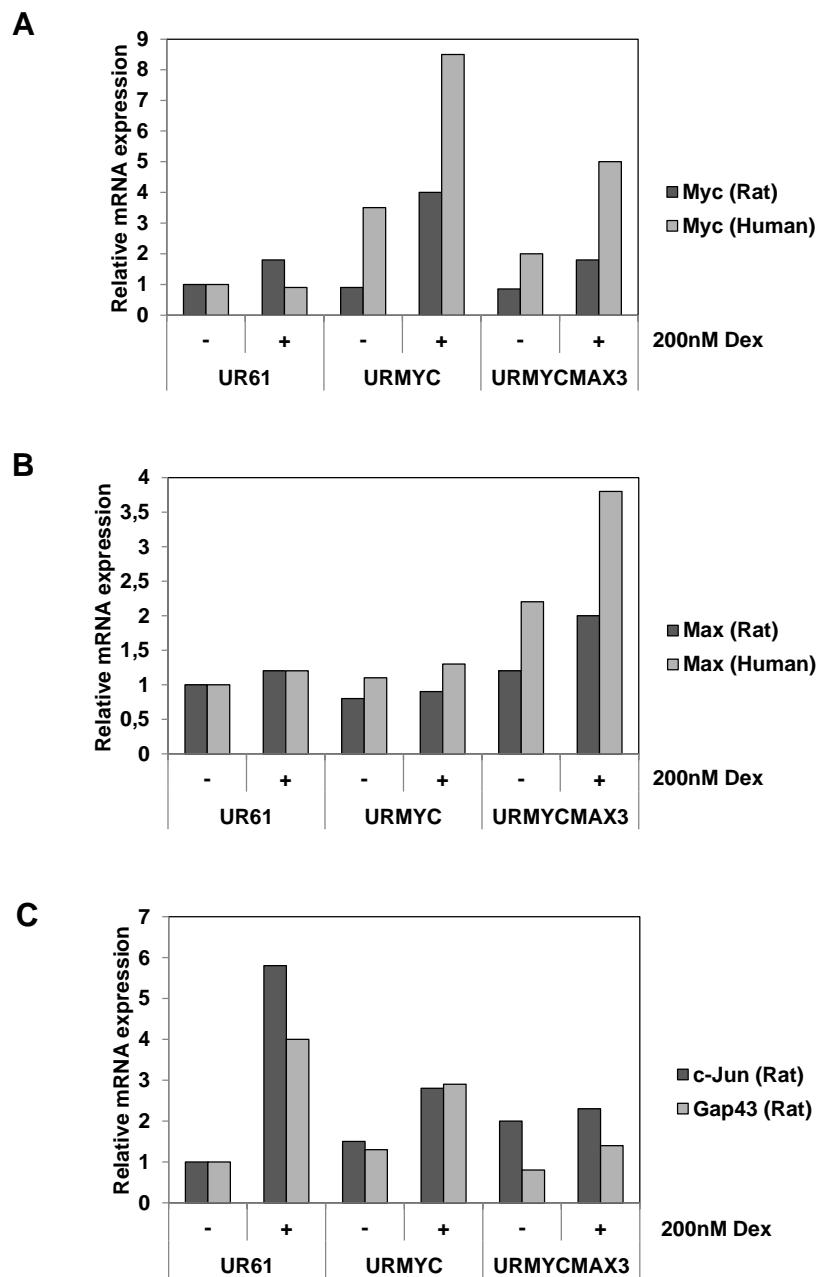 A
Relative mRNA expression
9
8
7
6
5
4
3
2
1
0
Myc (Rat)
Myc (Human)
- + - + - + 200nM Dex
UR61 URMYC URMYCMAX3
B
Relative mRNA expression
4
3,5
3
2,5
2
1,5
1
0,5
0
Max (Rat)
Max (Human)
- + - + - + 200nM Dex
UR61 URMYC URMYCMAX3
C
Relative mRNA expression
7
6
5
4
3
2
1
0
c-Jun (Rat)
Gap43 (Rat)
- + - + - + 200nM Dex
UR61 URMYC URMYCMAX3